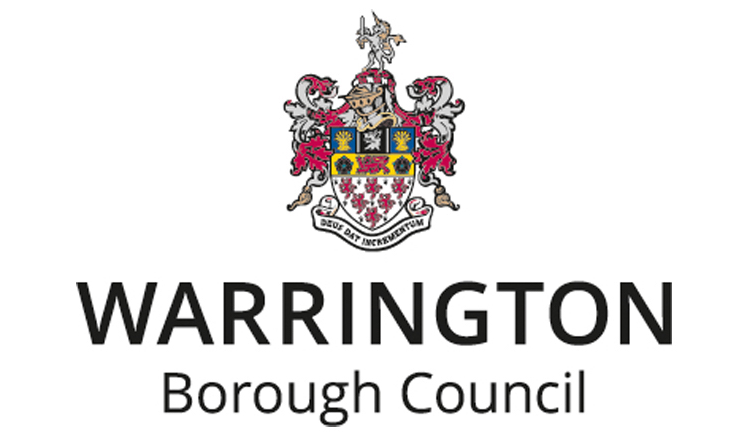 DEUS DAT INCREMENTUM
WARRINGTON
Borough Council